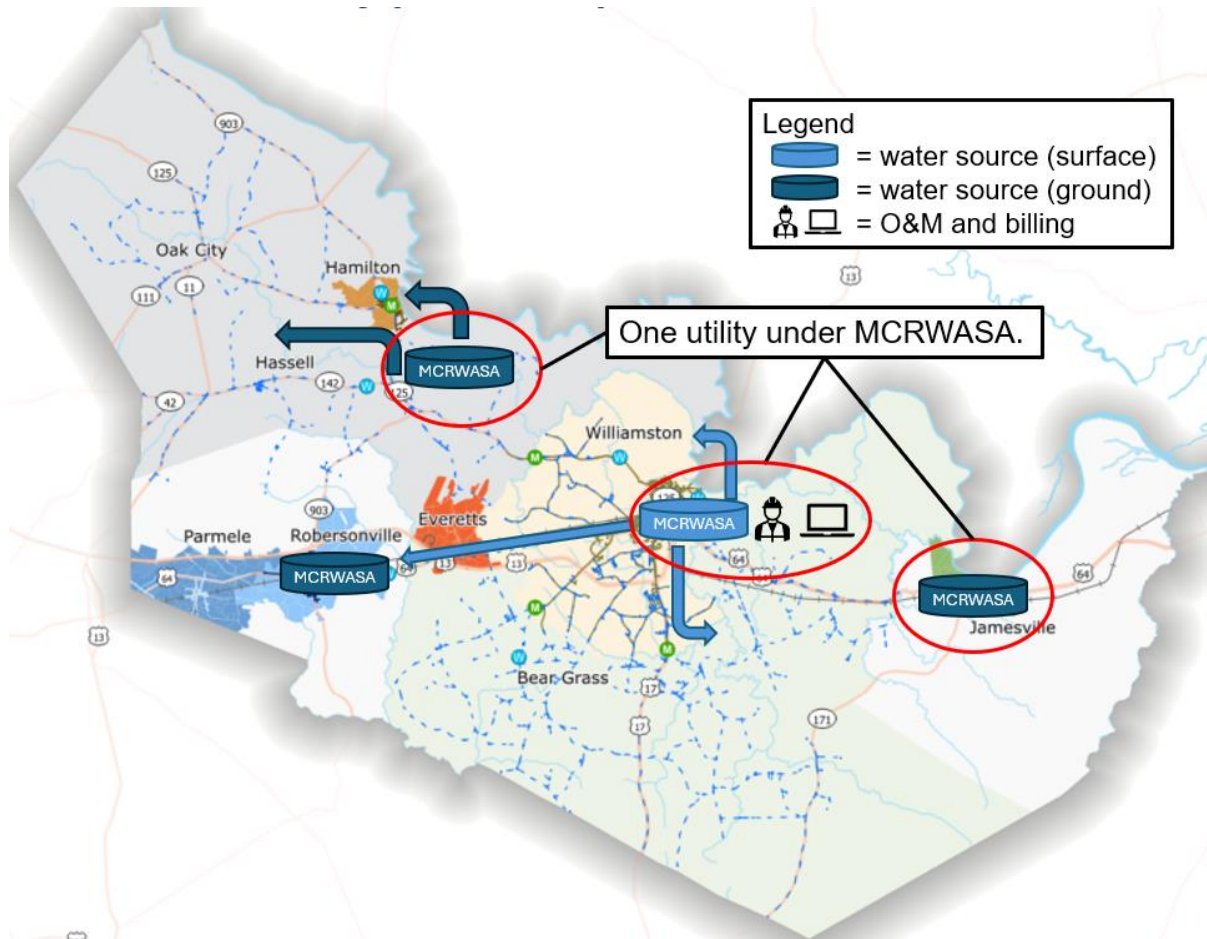 Legend
= water source (surface)
= water source (ground)
= O&M and billing
One utility under MCRWASA.
903
125
Oak City
Hamilton
W
M
111
11
13
MCRWASA
Hassell
142
W
125
42
Williamston
M
W
125
MCRWASA
903
Everetts
Parmele
Robersonville
64
MCRWASA
64
13
13
64
64
64
MCRWASA
Jamesville
13
M
W
Bear Grass
M
17
17
171